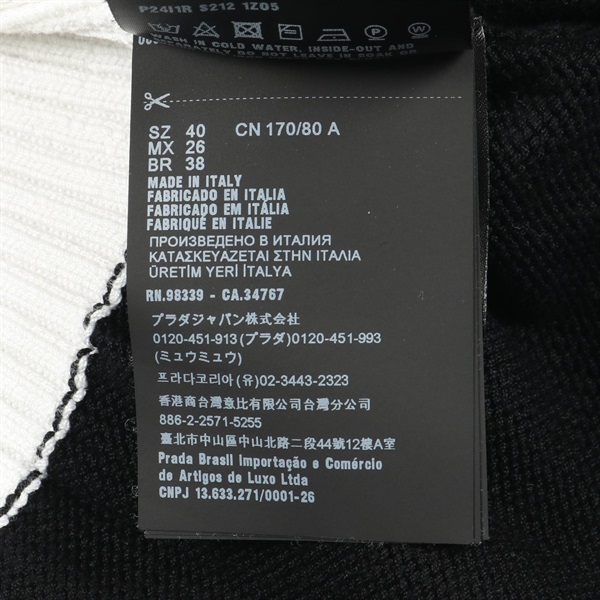 P24I1R S212 1Z05
WASH IN COLD WATER, INSIDE-OUT AND
SZ 40 CN 170/80 A
MX 26
BR 38
MADE IN ITALY
FABRICADO EN ITALIA
FABRICADO EM ITÁLIA
FABRIQUÉ EN ITALIE
ПРОИЗВЕДЕНО В ИТАЛИЯ
ΚΑΤΑΣΚΕΥΑΖΕΤΑΙ ΣΤΗΝ ΙΤΑΛΙΑ
ÜRETİM YERİ İTALYA
RN.98339 - CA.34767
プラダジャパン株式会社
0120-451-913 (プラダ) 0120-451-993
(ミュウミュウ)
프라다코리아(유)02-3443-2323
香港商台灣意比有限公司台灣分公司
886-2-2571-5255
臺北市中山區中山北路二段44號12樓A室
Prada Brasil Importação e Comércio
de Artigos de Luxo Ltda
CNPJ 13.633.271/0001-26